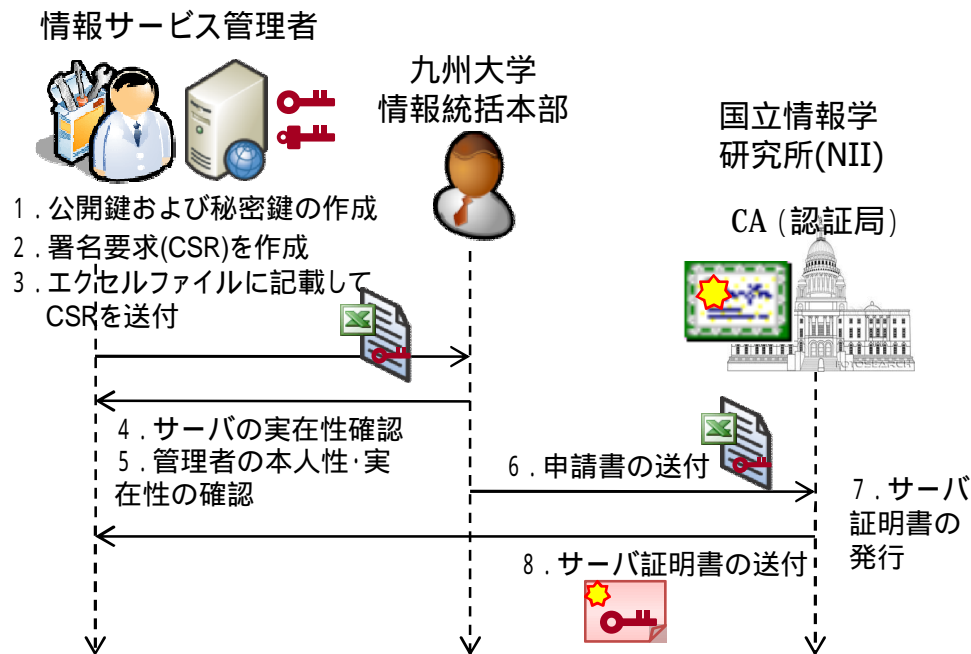 情報サービス管理者
九州大学
情報統括本部
国立情報学
研究所(NII)
CA (認証局)
1．公開鍵および秘密鍵の作成
2．署名要求(CSR)を作成
3．エクセルファイルに記載して
CSRを送付
4．サーバの実在性確認
5．管理者の本人性･実
在性の確認
6．申請書の送付
7．サーバ
証明書の
発行
8．サーバ証明書の送付